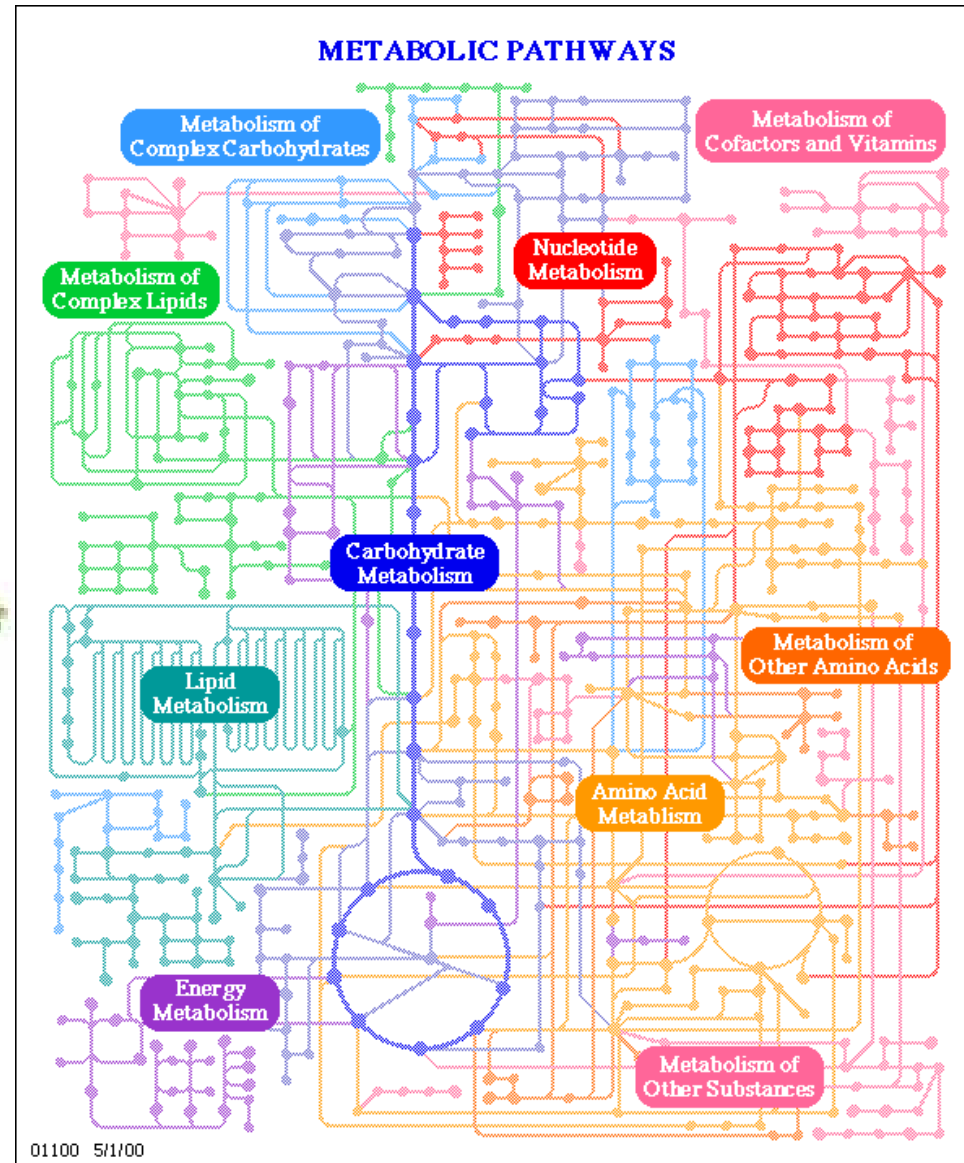 METABOLIC PATHWAYS
Metabolism of
Complex Carbohydrates
Metabolism of
Cofactors and Vitamins
Nucleotide
Metabolism
Metabolism of
Complex Lipids
Carbohydrate
Metabolism
Metabolism of
Other Amino Acids
Lipid
Metabolism
Amino Acid
Metablism
Energy
Metabolism
Metabolism of
Other Substances
01100 5/1/00